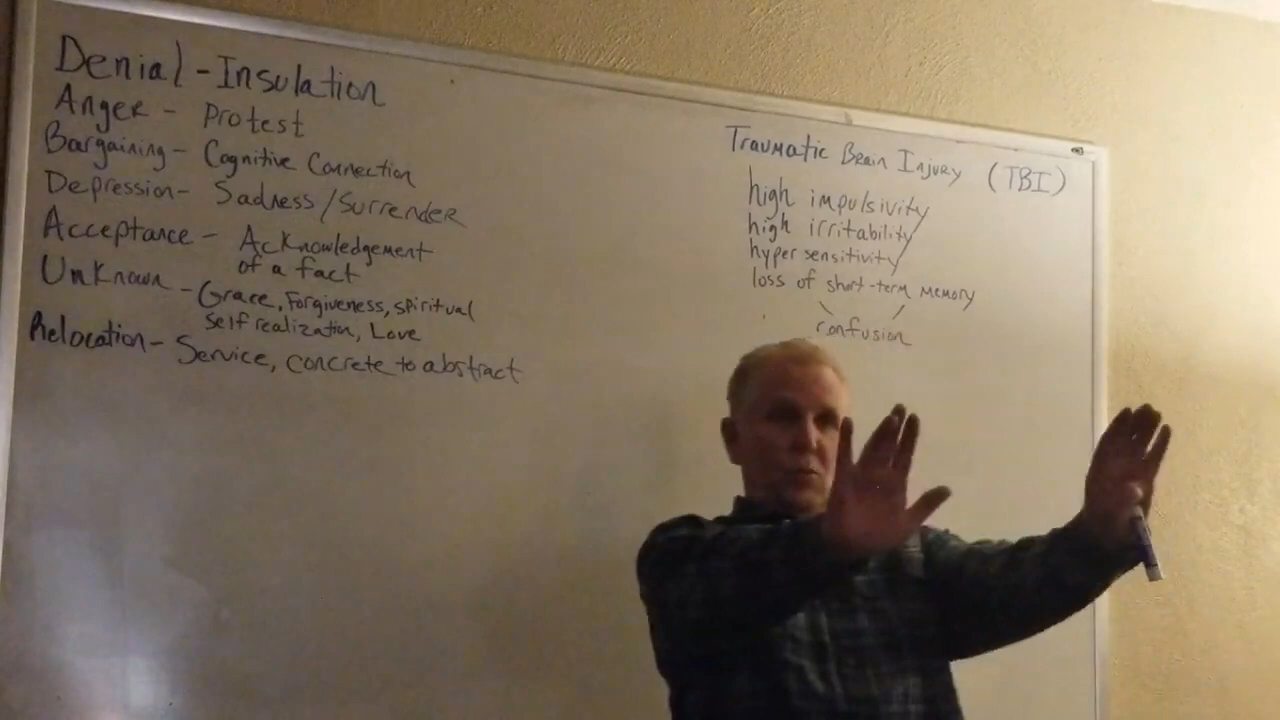 Denial - Insulation
Anger - Protest
Bargaining - Cognitive Connection
Depression - Sadness/Surrender
Acceptance - Acknowledgement
of a fact
Unknown - Grace, Forgiveness, spiritual
self realization, Love
Relocation - Service, concrete to abstract
Traumatic Brain Injury (TBI)
high impulsivity
high irritability
hyper sensitivity
loss of short-term memory
confusion